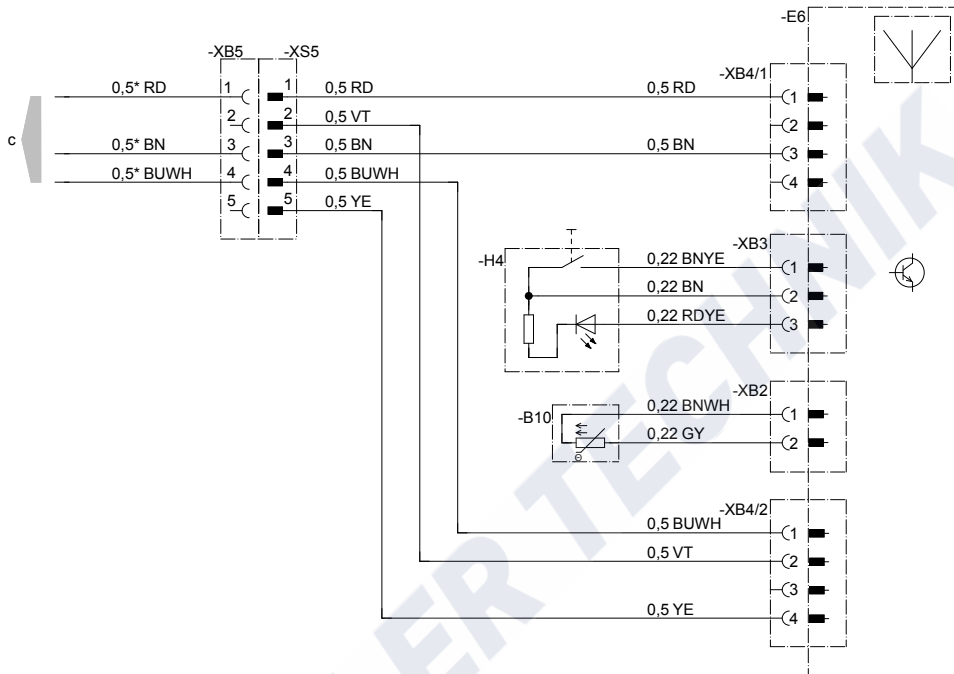 -E6
-XB5 -XS5
-XB4/1
0,5* RD 1 1 0,5 RD 0,5 RD 1
2 2 0,5 VT 2
c
0,5* BN 3 3 0,5 BN 0,5 BN 3
0,5* BUWH 4 4 0,5 BUWH 4
5 5 0,5 YE
-XB3
-H4
0,22 BNYE 1
0,22 BN 2
0,22 RDYE 3
-XB2
-B10
0,22 BNWH 1
0,22 GY 2
-XB4/2
0,5 BUWH 1
0,5 VT 2
3
0,5 YE 4
ER TECHNIK